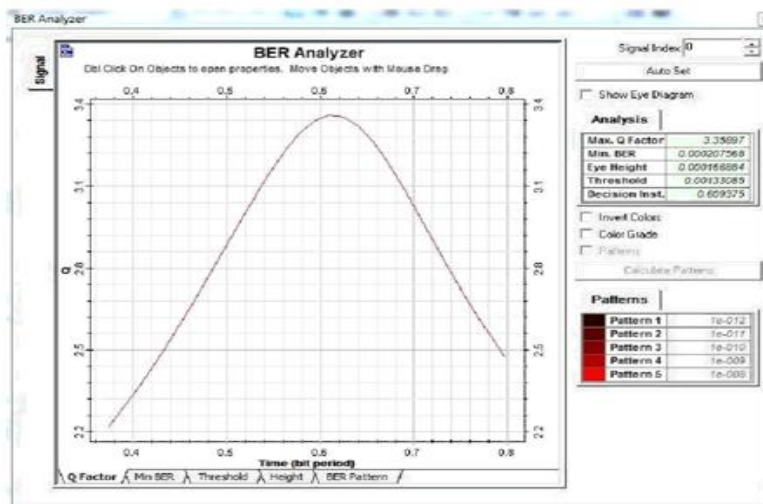 BER Analyzer
Signal
BER Analyzer
Dbl Click On Objects to open properties. Move Objects with Mouse Drag
0.4 0.5 0.6 0.7 0.8
3.4 3.4
3.1 3.1
Q
2.8 2.8
2.5 2.5
2.2 2.2
0.4 0.5 0.6 0.7 0.8
Time (bit period)
Q Factor Min BER Threshold Height BER Pattern
Signal Index 0
Auto Set
Show Eye Diagram
Analysis
Max. Q Factor 3.35897
Min. BER 0.000207568
Eye Height
Threshold 0.00133085
Decision Inst. 0.609375
Invert Colors
Color Grade
Patterns
Calculate Patterns
Patterns
Pattern 1 1e-012
Pattern 2 1e-011
Pattern 3 1e-010
Pattern 4 1e-009
Pattern 5 1e-008